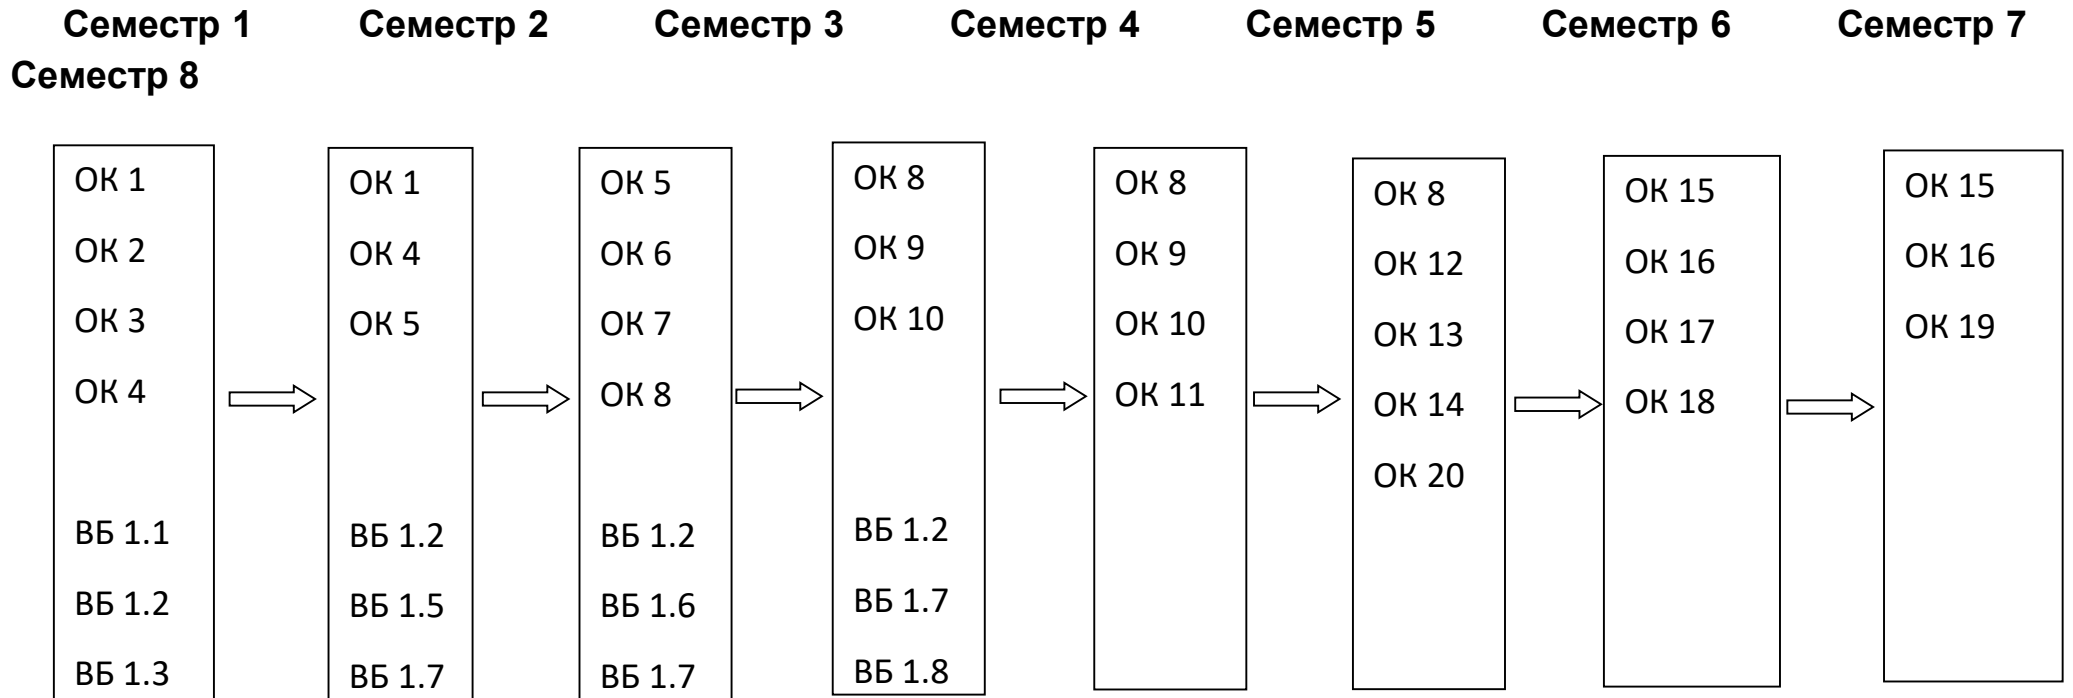 Семестр 1 Семестр 2 Семестр 3 Семестр 4 Семестр 5 Семестр 6 Семестр 7
Семестр 8
ОК 1
ОК 2
ОК 3
ОК 4
ВБ 1.1
ВБ 1.2
ВБ 1.3
ОК 1
ОК 4
ОК 5
ВБ 1.2
ВБ 1.5
ВБ 1.7
ОК 5
ОК 6
ОК 7
ОК 8
ВБ 1.2
ВБ 1.6
ВБ 1.7
ОК 8
ОК 9
ОК 10
ВБ 1.2
ВБ 1.7
ВБ 1.8
ОК 8
ОК 9
ОК 10
ОК 11
ОК 8
ОК 12
ОК 13
ОК 14
ОК 20
ОК 15
ОК 16
ОК 17
ОК 18
ОК 15
ОК 16
ОК 19